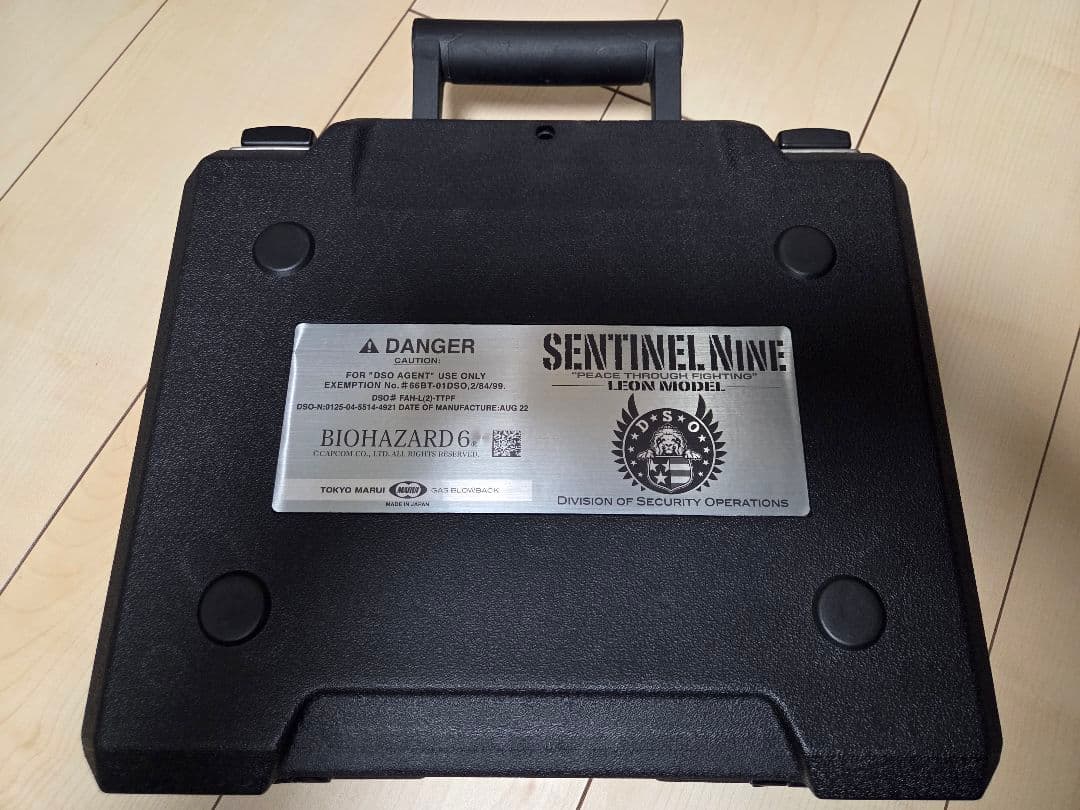 DANGER
CAUTION:
FOR "DSO AGENT" USE ONLY
EXEMPTION No.#66BT-01DSO,2/84/99.
DSO# FAH-L(2)-TTPF
DSO-N:0125-04-5514-4921 DATE OF MANUFACTURE:AUG 22
BIOHAZARD 6®
©CAPCOM CO., LTD. ALL RIGHTS RESERVED.
TOKYO MARUI MARUI GAS BLOWBACK
MADE IN JAPAN
SENTINEL NINE
"PEACE THROUGH FIGHTING"
LEON MODEL
DSO
DIVISION OF SECURITY OPERATIONS